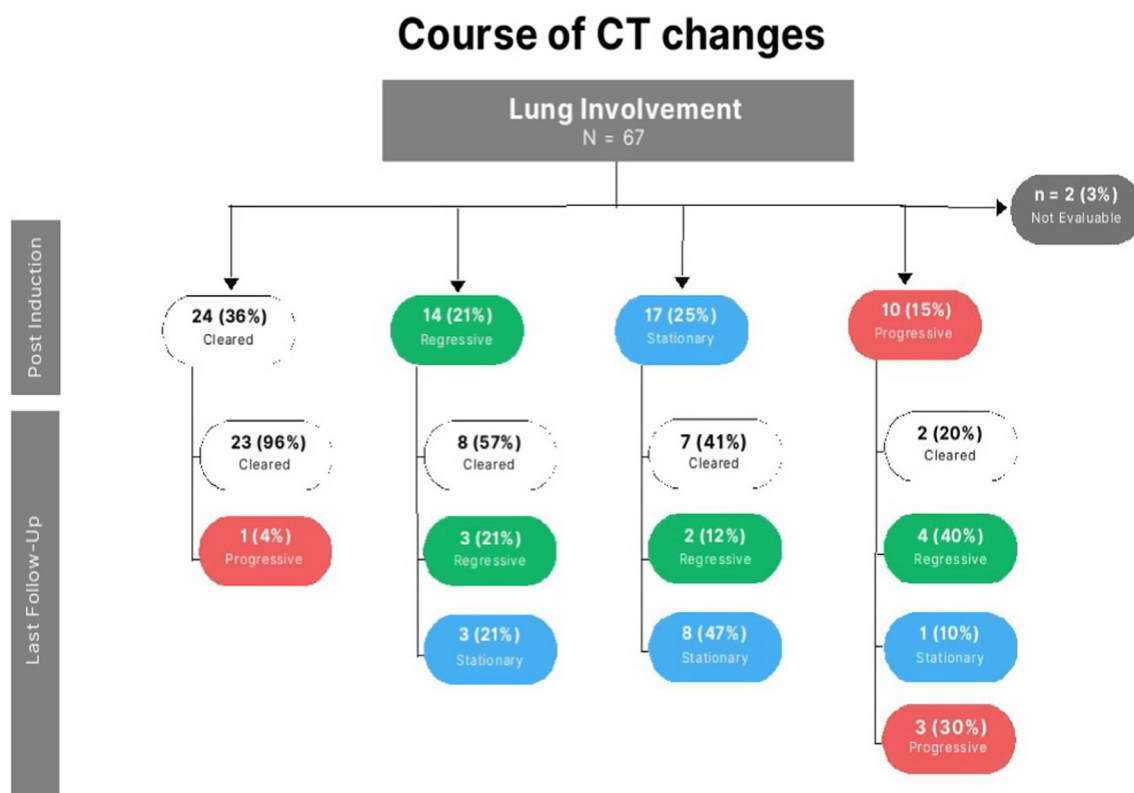 Course of CT changes
Lung Involvement
N = 67
n = 2 (3%)
Not Evaluable
Post Induction
24 (36%)
Cleared
14 (21%)
Regressive
17 (25%)
Stationary
10 (15%)
Progressive
Last Follow-Up
23 (96%)
Cleared
1 (4%)
Progressive
8 (57%)
Cleared
3 (21%)
Regressive
3 (21%)
Stationary
7 (41%)
Cleared
2 (12%)
Regressive
8 (47%)
Stationary
2 (20%)
Cleared
4 (40%)
Regressive
1 (10%)
Stationary
3 (30%)
Progressive